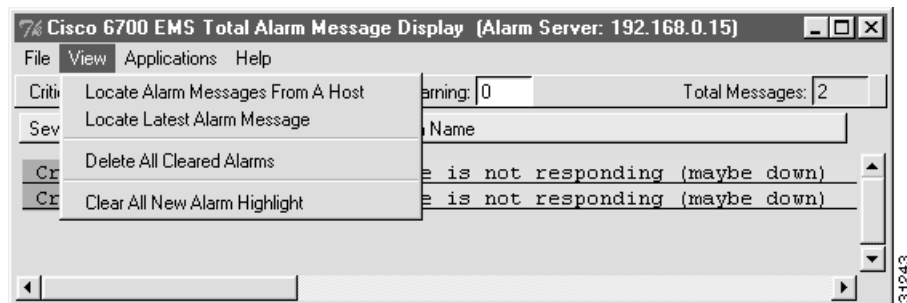 Cisco 6700 EMS Total Alarm Message Display (Alarm Server: 192.168.0.15)
File View Applications Help
Criti arning: 0 Total Messages: 2
Locate Alarm Messages From A Host
Locate Latest Alarm Message
Delete All Cleared Alarms
Clear All New Alarm Highlight
Sev Name
Cr e is not responding (maybe down)
Cr e is not responding (maybe down)
31243